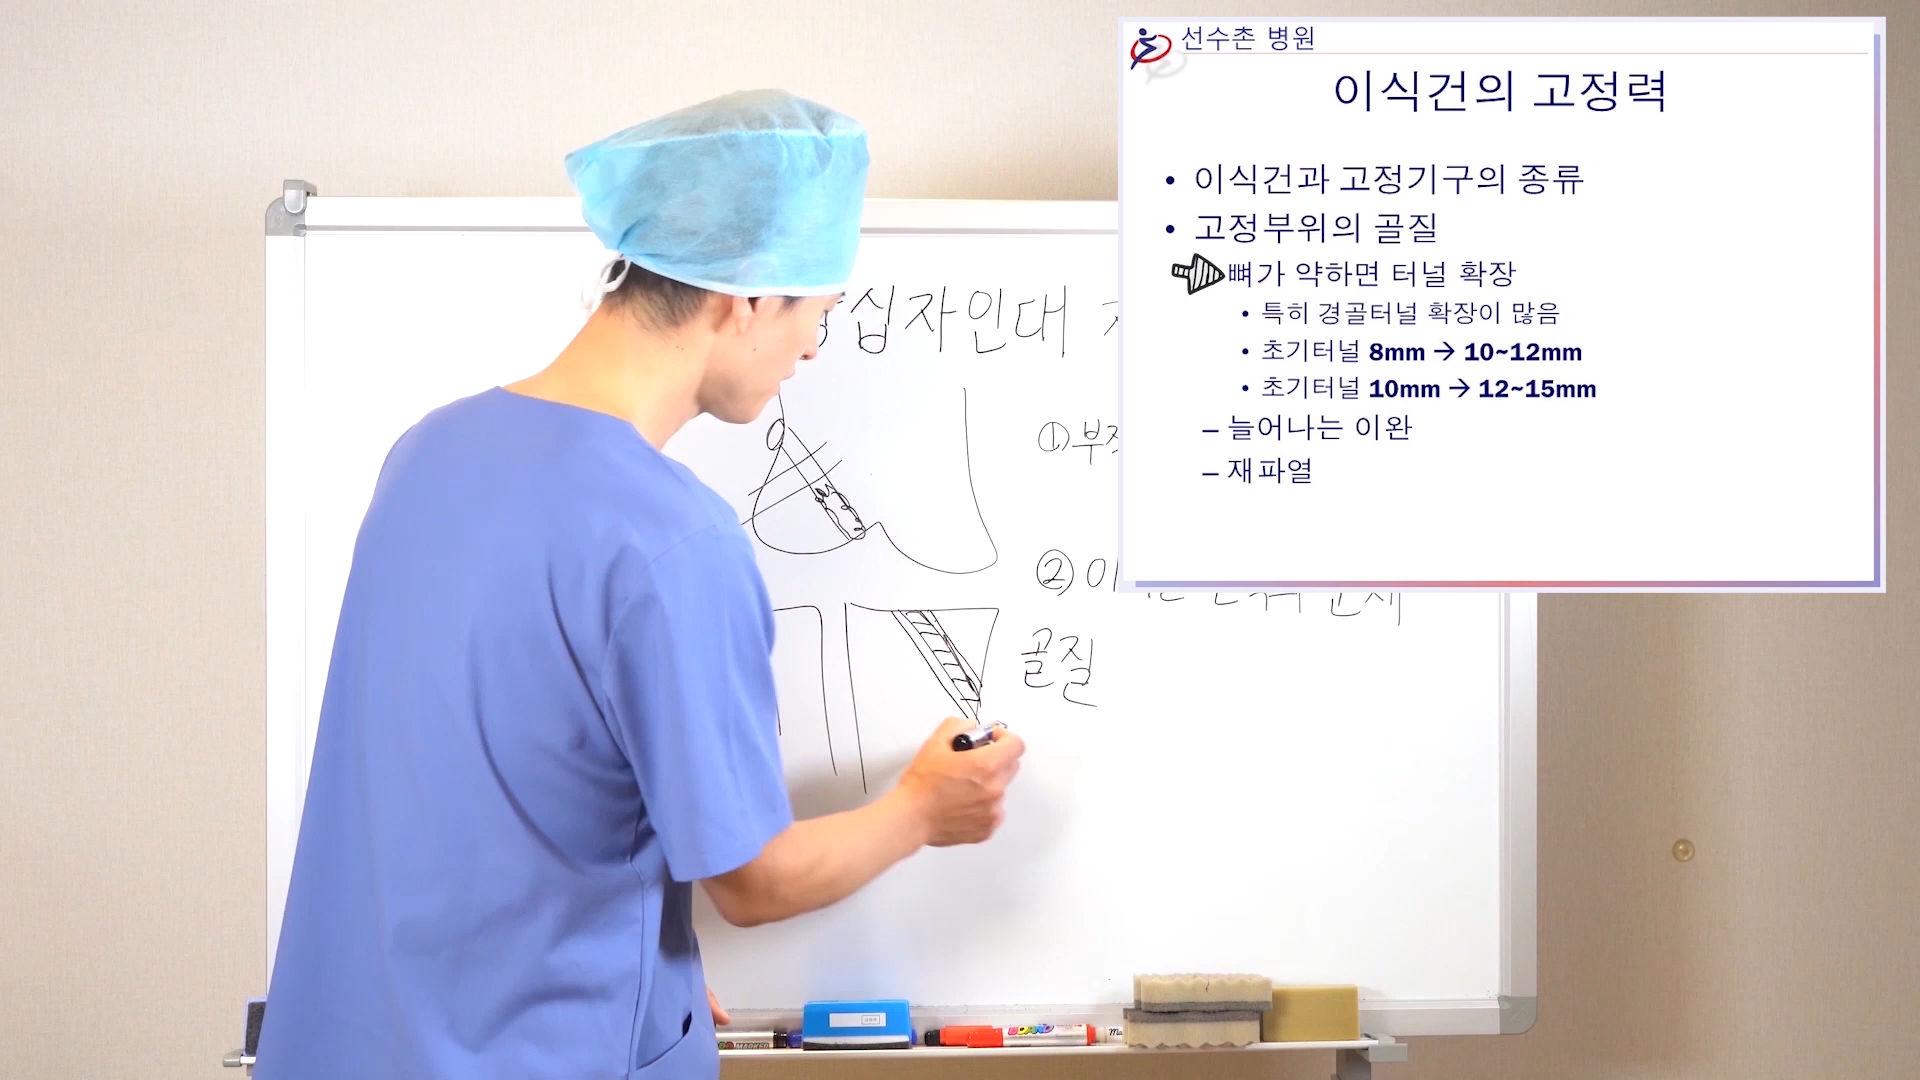 선수촌 병원
이식건의 고정력
• 이식건과 고정기구의 종류
• 고정부위의 골질
뼈가 약하면 터널 확장
• 특히 경골터널 확장이 많음
• 초기터널 8mm → 10~12mm
• 초기터널 10mm → 12~15mm
– 늘어나는 이완
– 재파열
십자인대
①부
②이
골질
BOARD
MARKER
Ma